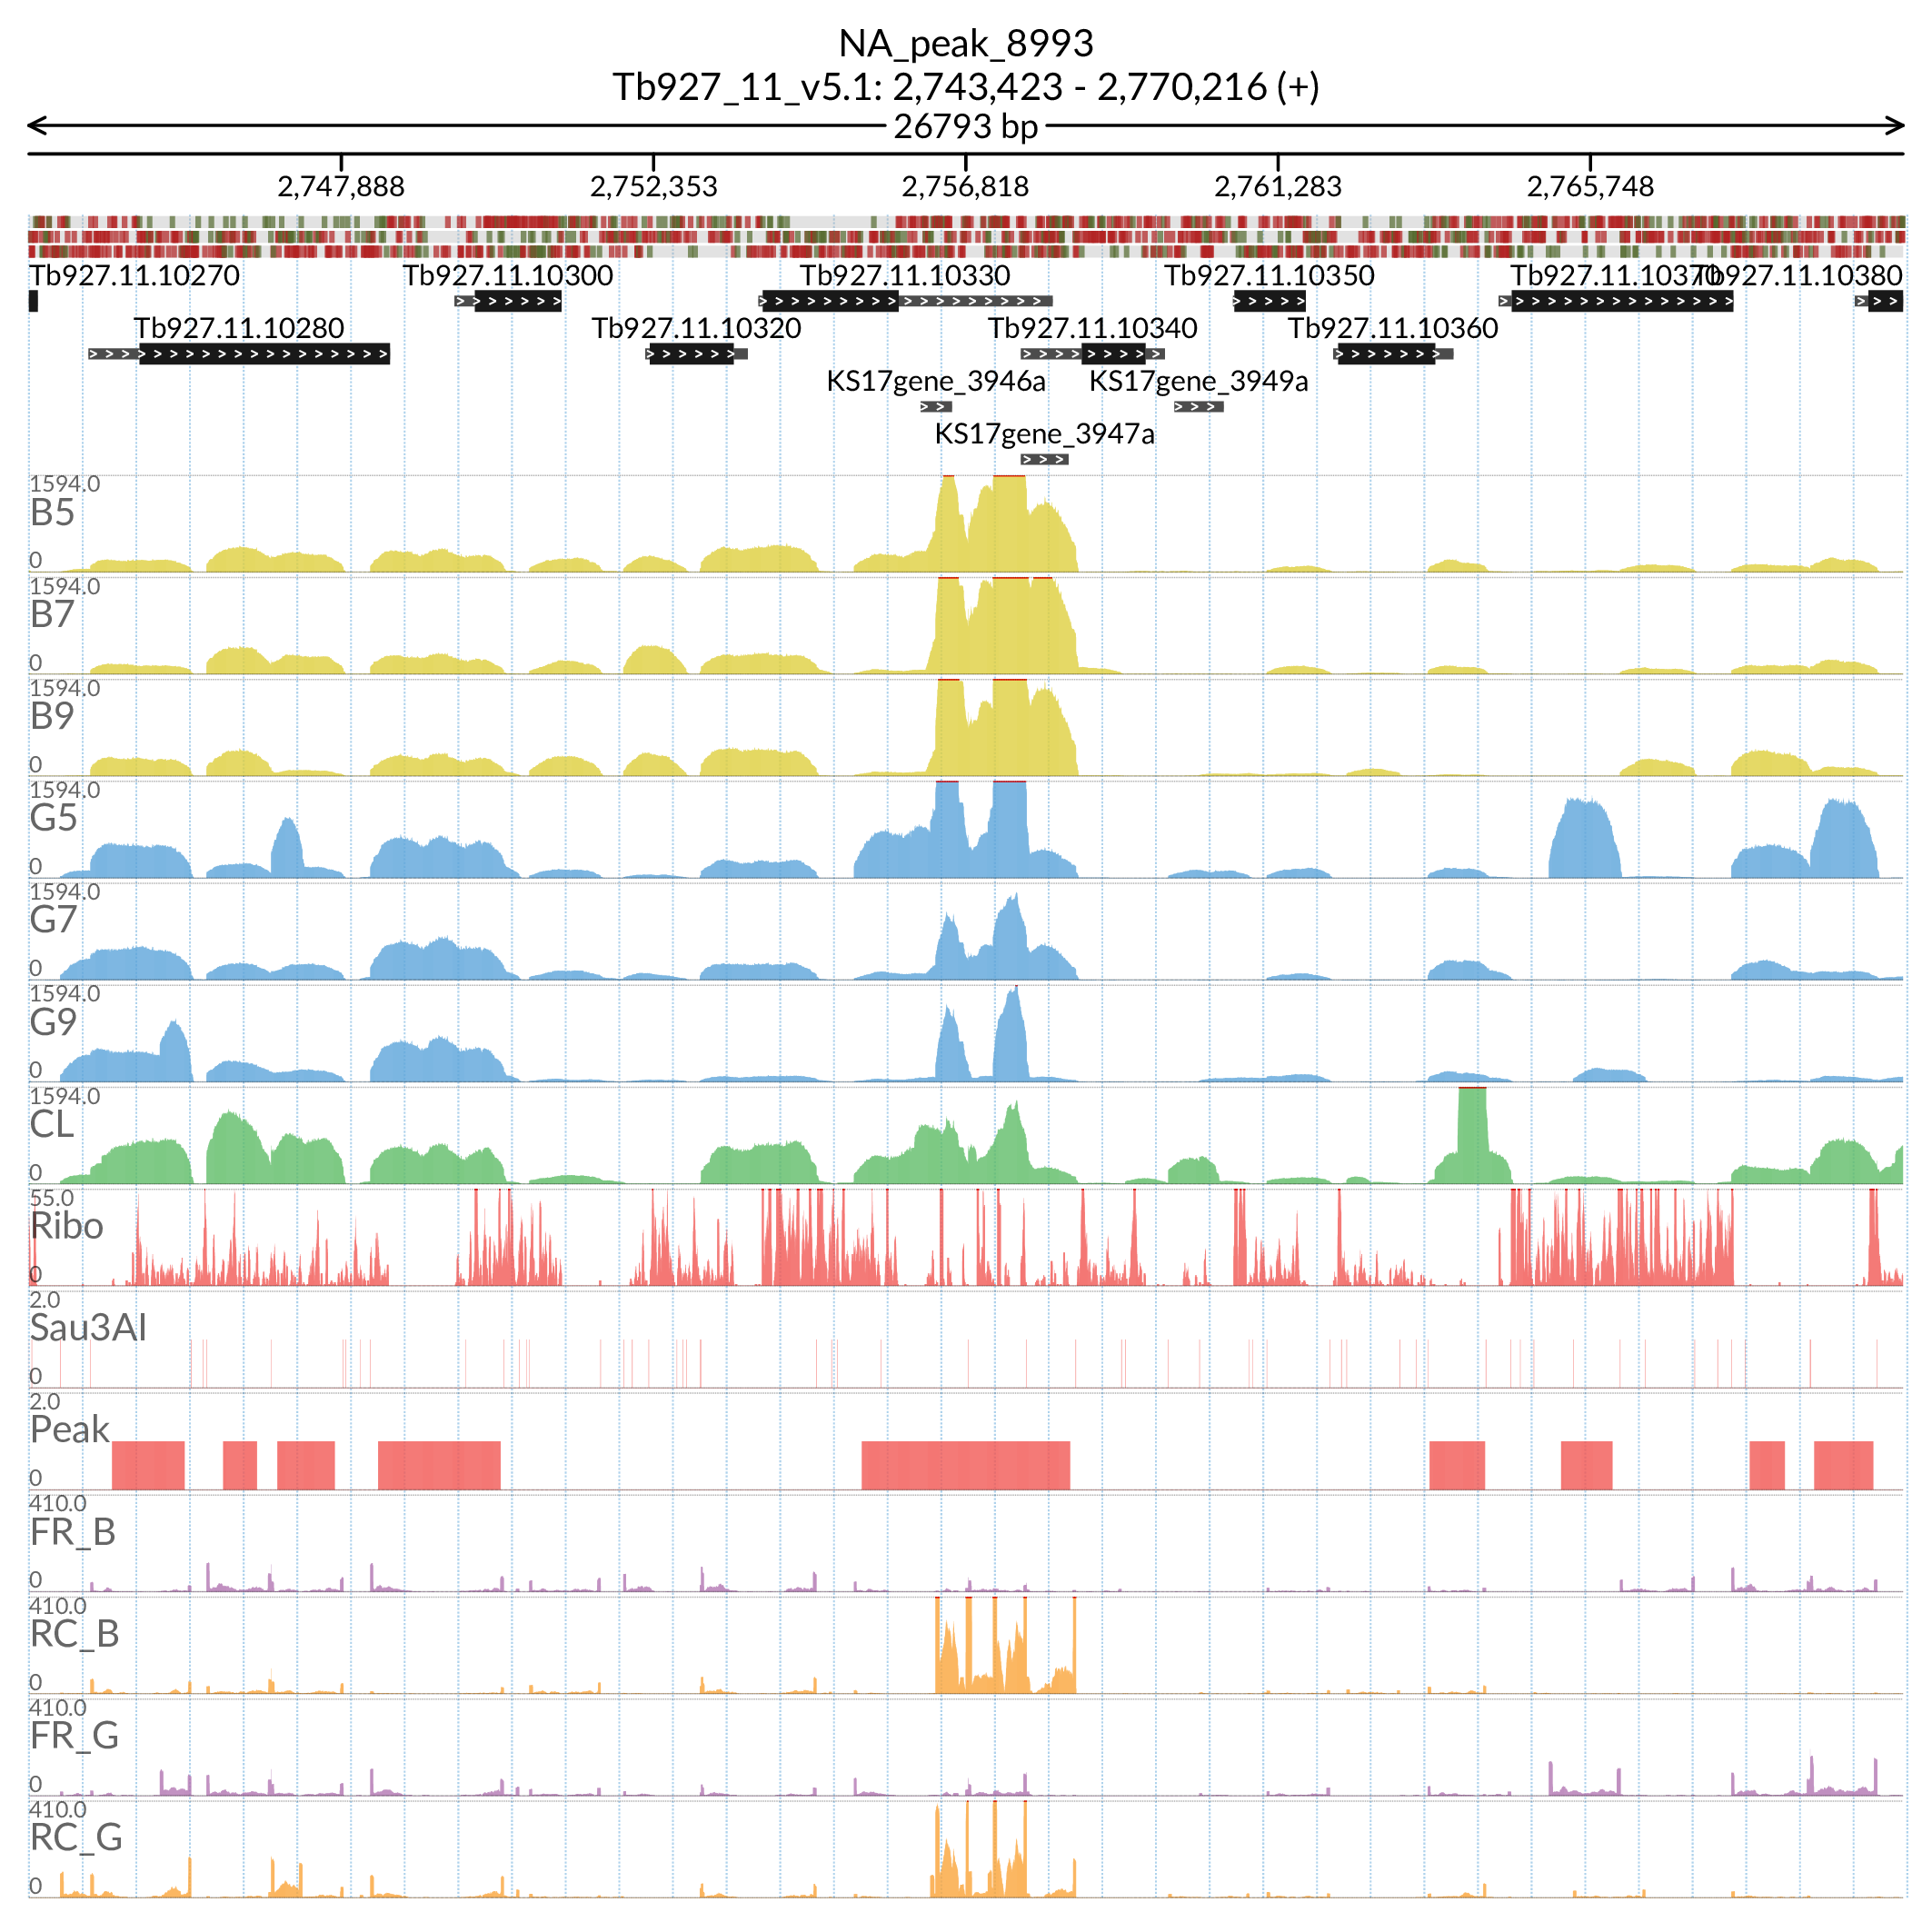 NA_peak_8993
Tb927_11_v5.1: 2,743,423 - 2,770,216 (+)
26793 bp
2,747,888 2,752,353 2,756,818 2,761,283 2,765,748
Tb927.11.10270 Tb927.11.10300 Tb927.11.10330 Tb927.11.10350 Tb927.11.10370 Tb927.11.10380
Tb927.11.10280 Tb927.11.10320 Tb927.11.10340 Tb927.11.10360
KS17gene_3946a KS17gene_3949a
KS17gene_3947a
1594.0
B5
0
1594.0
B7
0
1594.0
B9
0
1594.0
G5
0
1594.0
G7
0
1594.0
G9
0
1594.0
CL
0
55.0
Ribo
0
2.0
Sau3AI
0
2.0
Peak
0
410.0
FR_B
0
410.0
RC_B
0
410.0
FR_G
0
410.0
RC_G
0